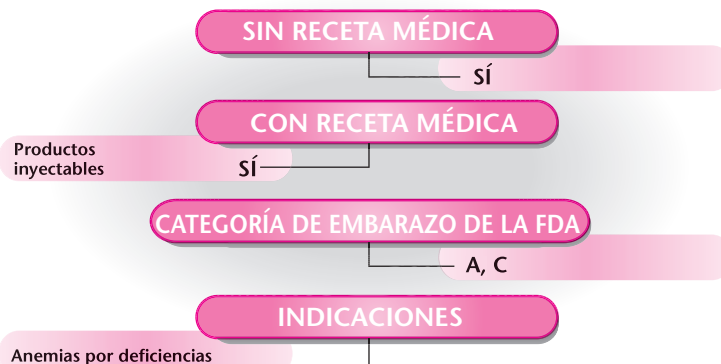 SIN RECETA MÉDICA
SÍ
CON RECETA MÉDICA
Productos
inyectables
SÍ
CATEGORÍA DE EMBARAZO DE LA FDA
A, C
INDICACIONES
Anemias por deficiencias